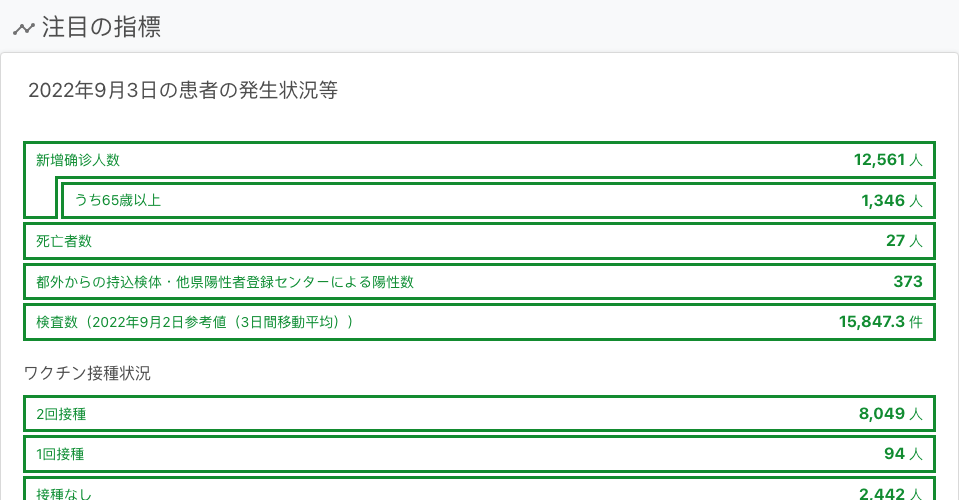 注目の指標
2022年9月3日の患者の発生状況等
新増确诊人数 12,561 人
うち65歳以上 1,346 人
死亡者数 27 人
都外からの持込検体・他県陽性者登録センターによる陽性数 373
検査数（2022年9月2日参考値（3日間移動平均）） 15,847.3 件
ワクチン接種状況
2回接種 8,049 人
1回接種 94 人
接種なし 2,442 人